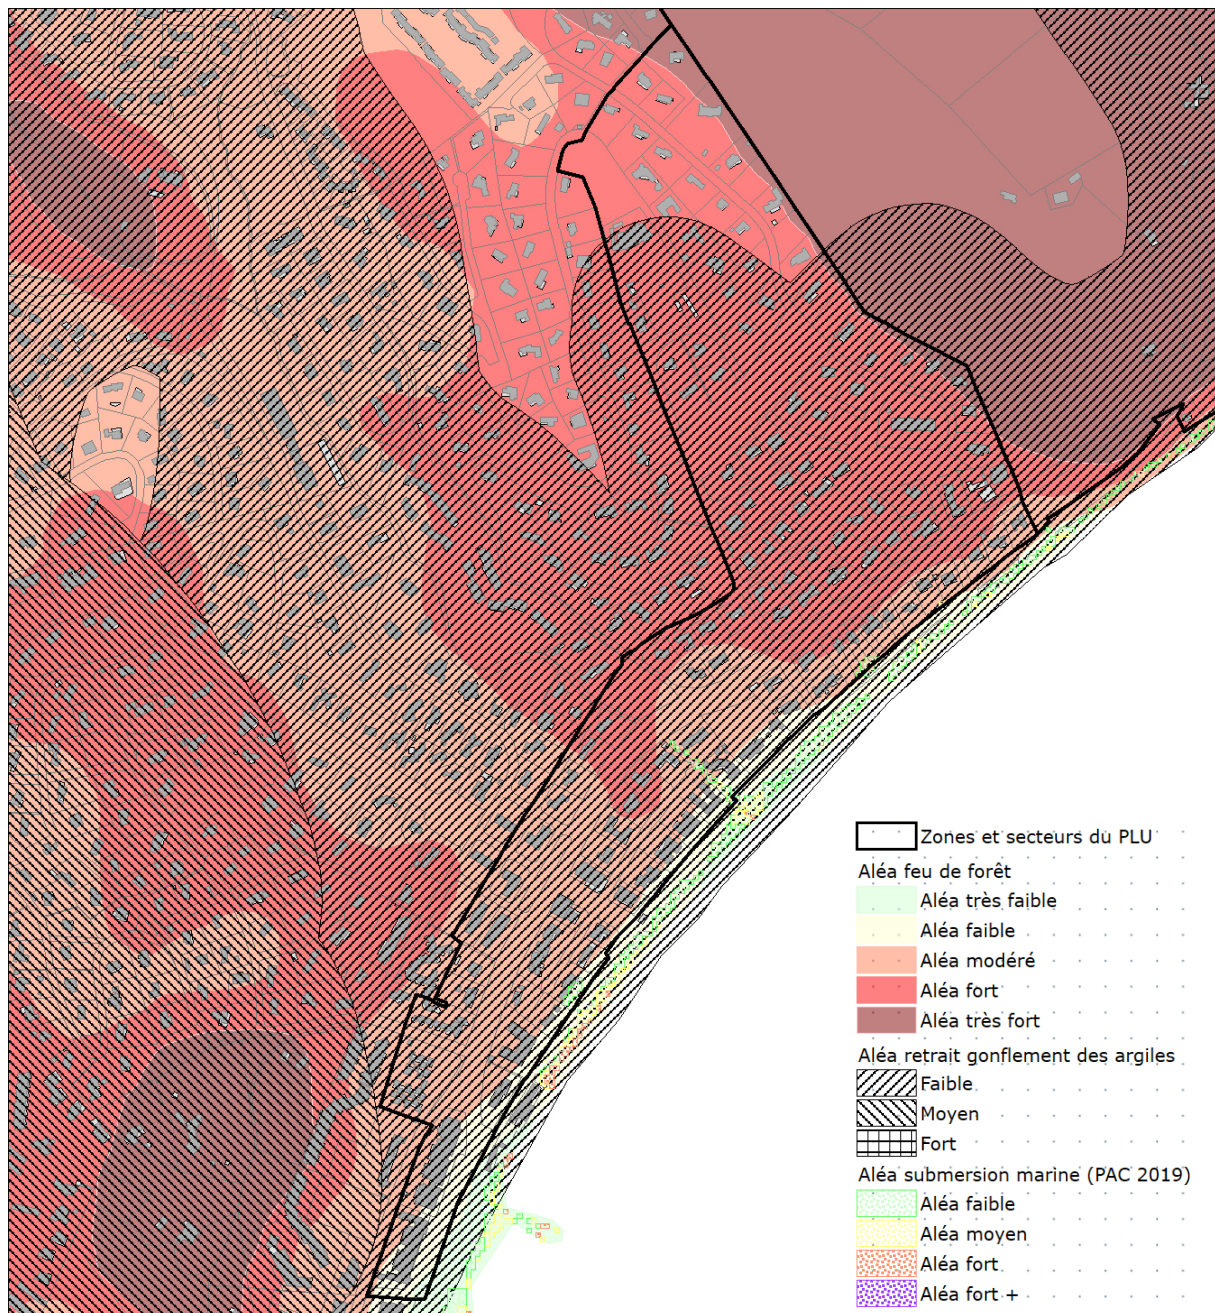 Zones et secteurs du PLU
Aléa feu de forêt
Aléa très faible
Aléa faible
Aléa modéré
Aléa fort
Aléa très fort
Aléa retrait gonflement des argiles
Faible
Moyen
Fort
Aléa submersion marine (PAC 2019)
Aléa faible
Aléa moyen
Aléa fort
Aléa fort +